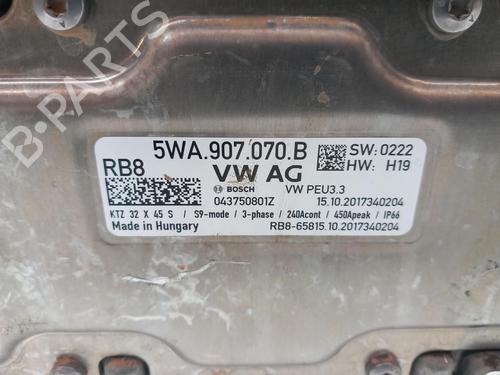 B-PARTS
5WA.907.070.B
SW:0222
HW: H19
RB8
VW AG
BOSCH
VW PEU3.3
043750801Z
15.10.2017340204
KTZ 32 X 45 S / S9-mode / 3-phase / 240Acont / 450Apeak / IP66
Made in Hungary
RB8-65815.10.2017340204